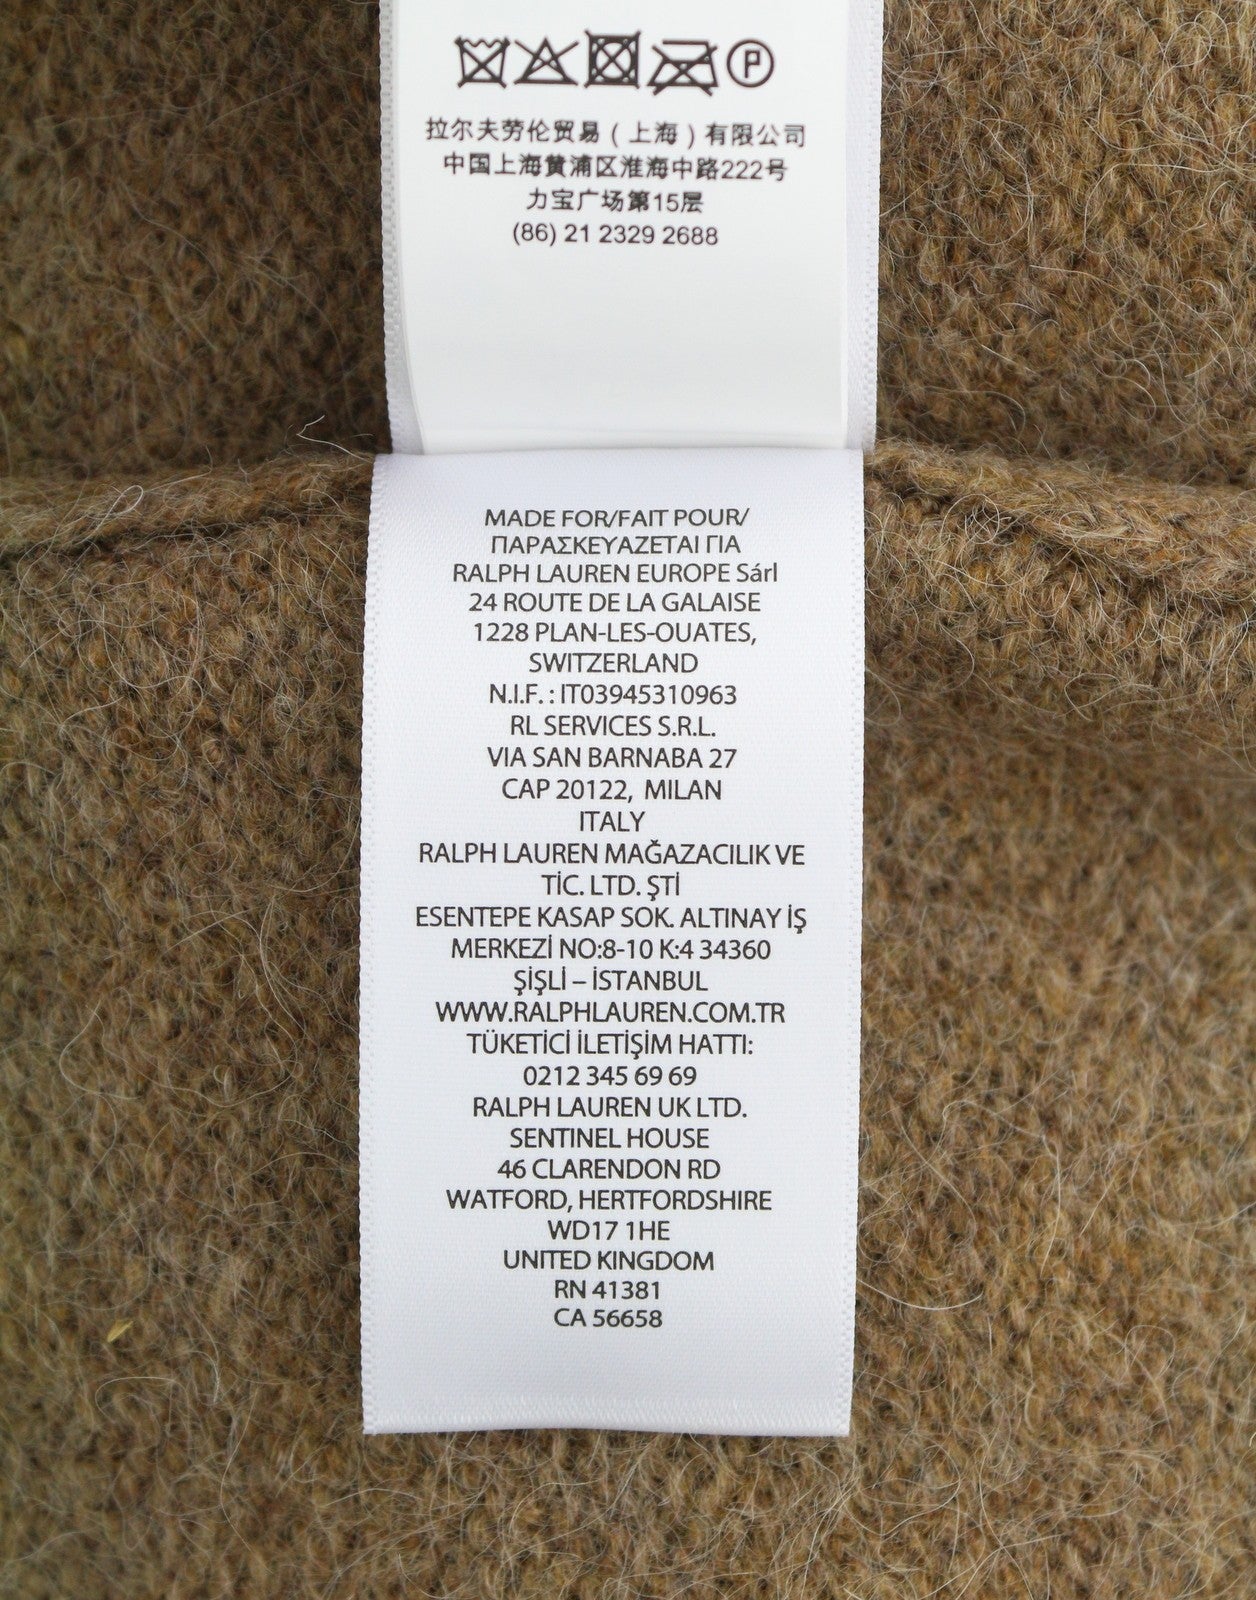 P
拉尔夫劳伦贸易（上海）有限公司
中国上海黄浦区淮海中路222号
力宝广场第15层
(86) 21 2329 2688
MADE FOR/FAIT POUR/
ΠΑΡΑΣΚΕΥΑΖΕΤΑΙ ΓΙΑ
RALPH LAUREN EUROPE Sárl
24 ROUTE DE LA GALAISE
1228 PLAN-LES-OUATES,
SWITZERLAND
N.I.F. : IT03945310963
RL SERVICES S.R.L.
VIA SAN BARNABA 27
CAP 20122, MILAN
ITALY
RALPH LAUREN MAĞAZACILIK VE
TİC. LTD. ŞTİ
ESENTEPE KASAP SOK. ALTINAY İŞ
MERKEZİ NO:8-10 K:4 34360
ŞİŞLİ – İSTANBUL
WWW.RALPHLAUREN.COM.TR
TÜKETİCİ İLETİŞİM HATTI:
0212 345 69 69
RALPH LAUREN UK LTD.
SENTINEL HOUSE
46 CLARENDON RD
WATFORD, HERTFORDSHIRE
WD17 1HE
UNITED KINGDOM
RN 41381
CA 56658